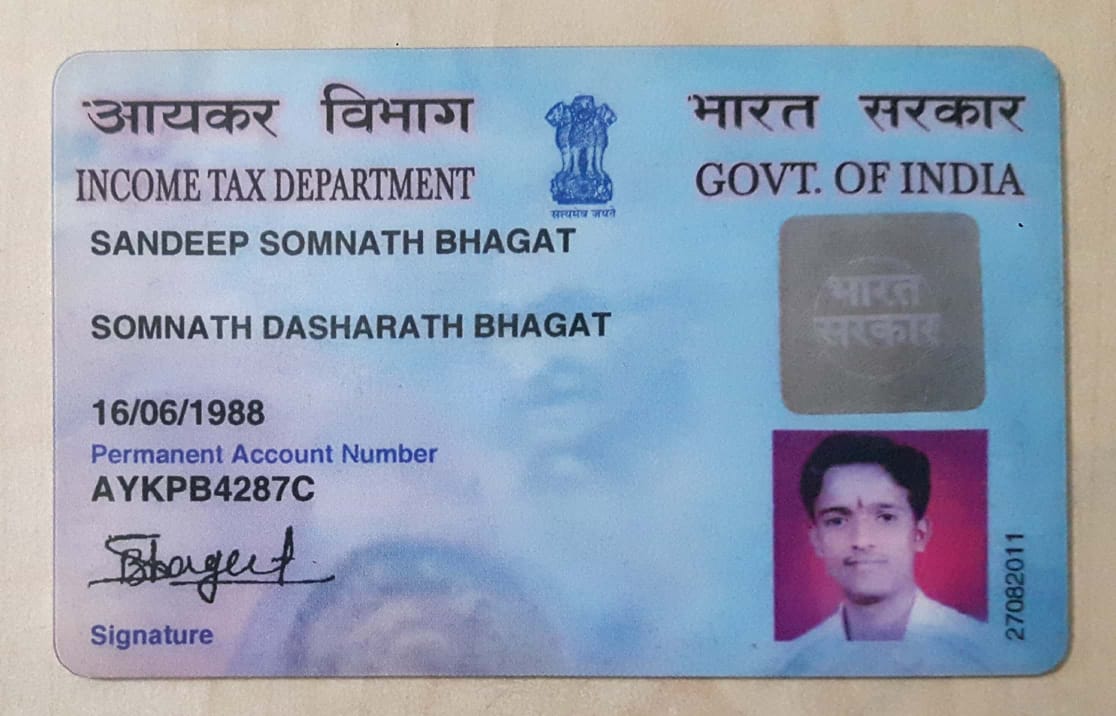 आयकर विभाग
भारत सरकार
INCOME TAX DEPARTMENT
GOVT. OF INDIA
सत्यमेव जयते
SANDEEP SOMNATH BHAGAT
भारत
सरकार
SOMNATH DASHARATH BHAGAT
16/06/1988
Permanent Account Number
AYKPB4287C
Bhagat
Signature
27082011